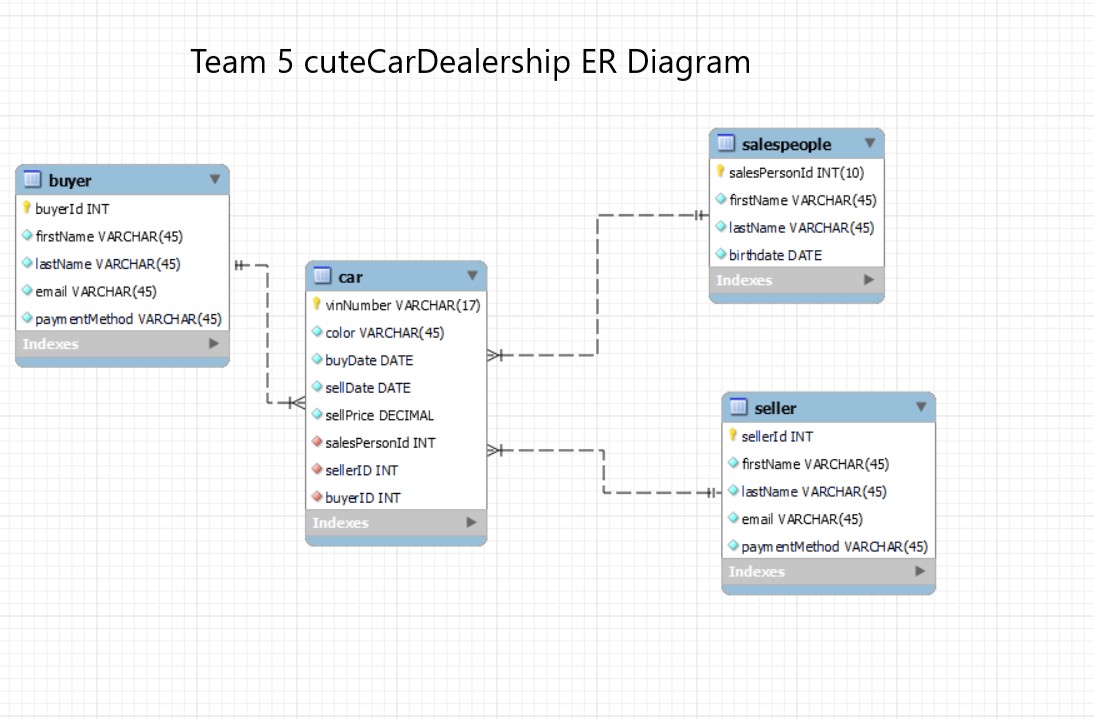 Team 5 cuteCarDealership ER Diagram
buyer
buyerId INT
firstName VARCHAR(45)
lastName VARCHAR(45)
email VARCHAR(45)
paymentMethod VARCHAR(45)
Indexes
car
vinNumber VARCHAR(17)
color VARCHAR(45)
buyDate DATE
sellDate DATE
sellPrice DECIMAL
salesPersonId INT
sellerID INT
buyerID INT
Indexes
salespeople
salesPersonId INT(10)
firstName VARCHAR(45)
lastName VARCHAR(45)
birthdate DATE
Indexes
seller
sellerId INT
firstName VARCHAR(45)
lastName VARCHAR(45)
email VARCHAR(45)
paymentMethod VARCHAR(45)
Indexes